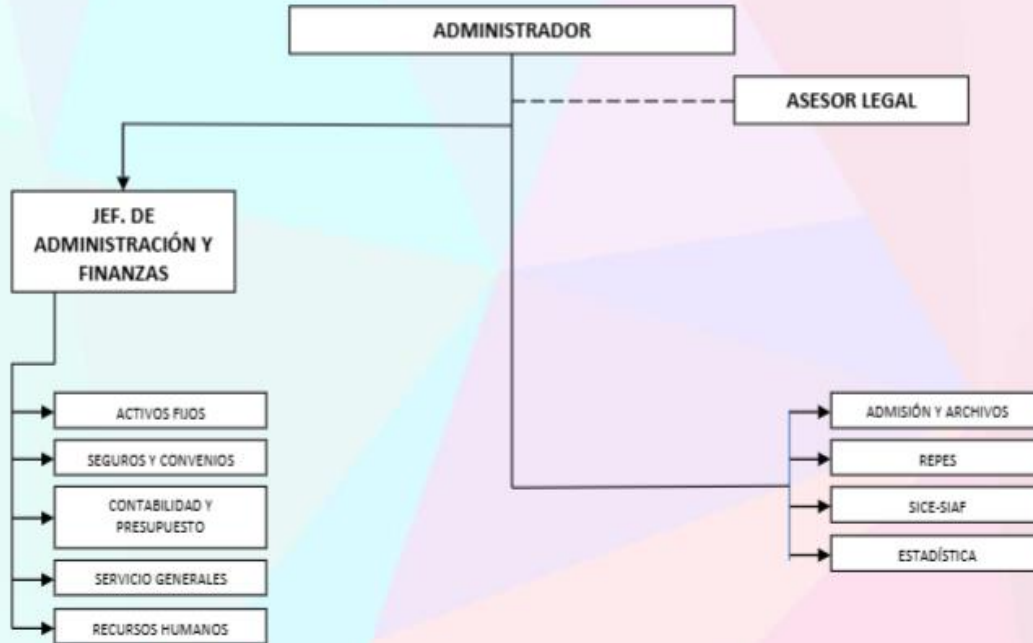 ADMINISTRADOR
ASESOR LEGAL
JEF. DE
ADMINISTRACIÓN Y
FINANZAS
ACTIVOS FIJOS
SEGUROS Y CONVENIOS
CONTABILIDAD Y
PRESUPUESTO
SERVICIO GENERALES
RECURSOS HUMANOS
ADMISIÓN Y ARCHIVOS
REPES
SICE-SIAF
ESTADÍSTICA